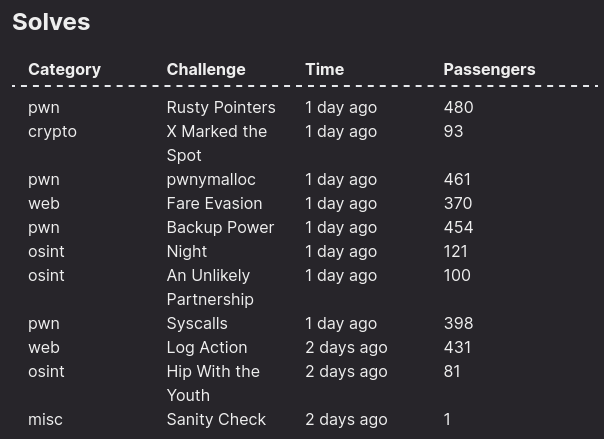 Solves
Category Challenge Time Passengers
pwn Rusty Pointers 1 day ago 480
crypto X Marked the 1 day ago 93
Spot
pwn pwnymalloc 1 day ago 461
web Fare Evasion 1 day ago 370
pwn Backup Power 1 day ago 454
osint Night 1 day ago 121
osint An Unlikely 1 day ago 100
Partnership
pwn Syscalls 1 day ago 398
web Log Action 2 days ago 431
osint Hip With the 2 days ago 81
Youth
misc Sanity Check 2 days ago 1